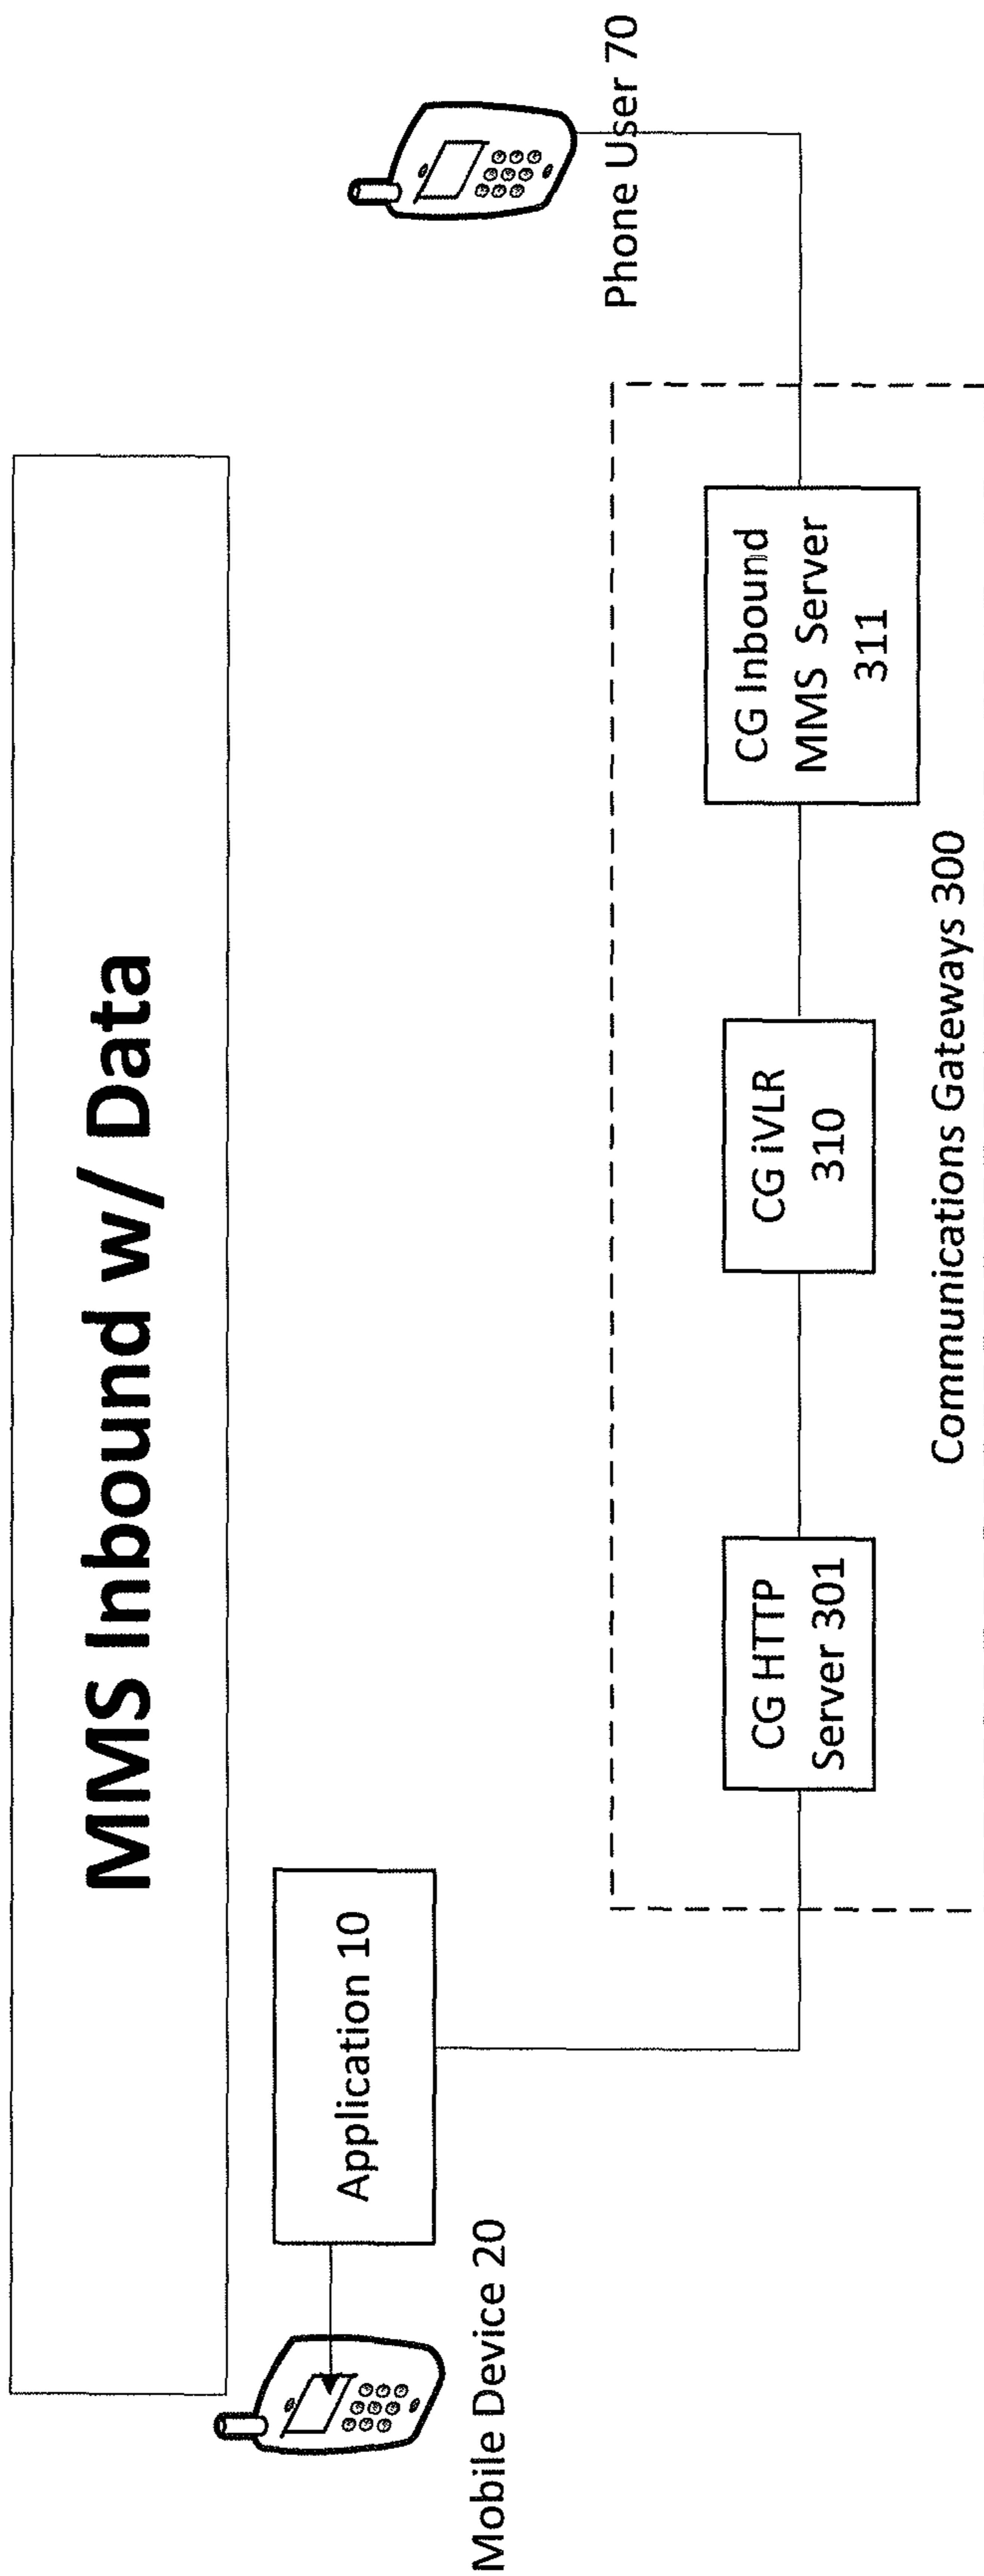 MMS Inbound w/ Data
Phone User 70
Application 10
Mobile Device 20
CG HTTP
Server 301
CG iVLR
310
CG Inbound
MMS Server
311
Communications Gateways 300